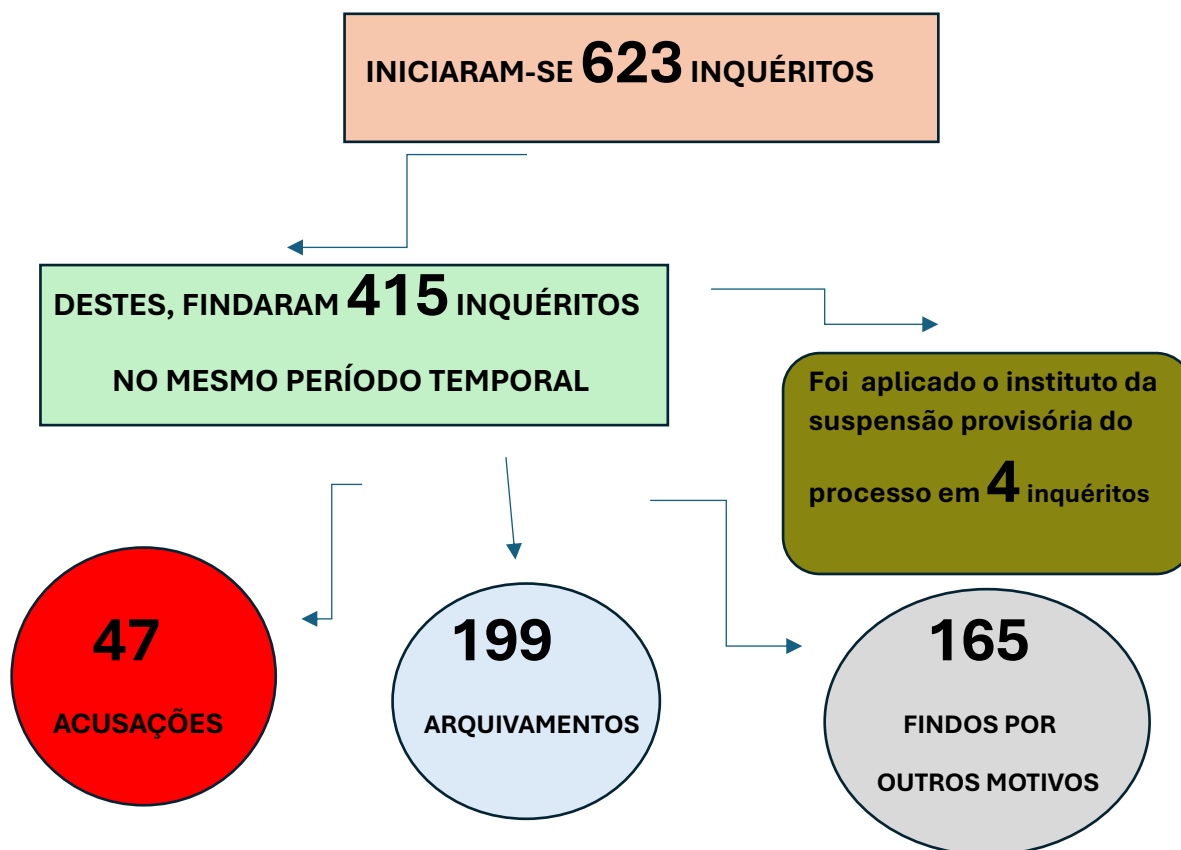 INICIARAM-SE 623 INQUÉRITOS
DESTES, FINDARAM 415 INQUÉRITOS
NO MESMO PERÍODO TEMPORAL
Foi aplicado o instituto da
suspensão provisória do
processo em 4 inquéritos
47
ACUSAÇÕES
199
ARQUIVAMENTOS
165
FINDOS POR
OUTROS MOTIVOS